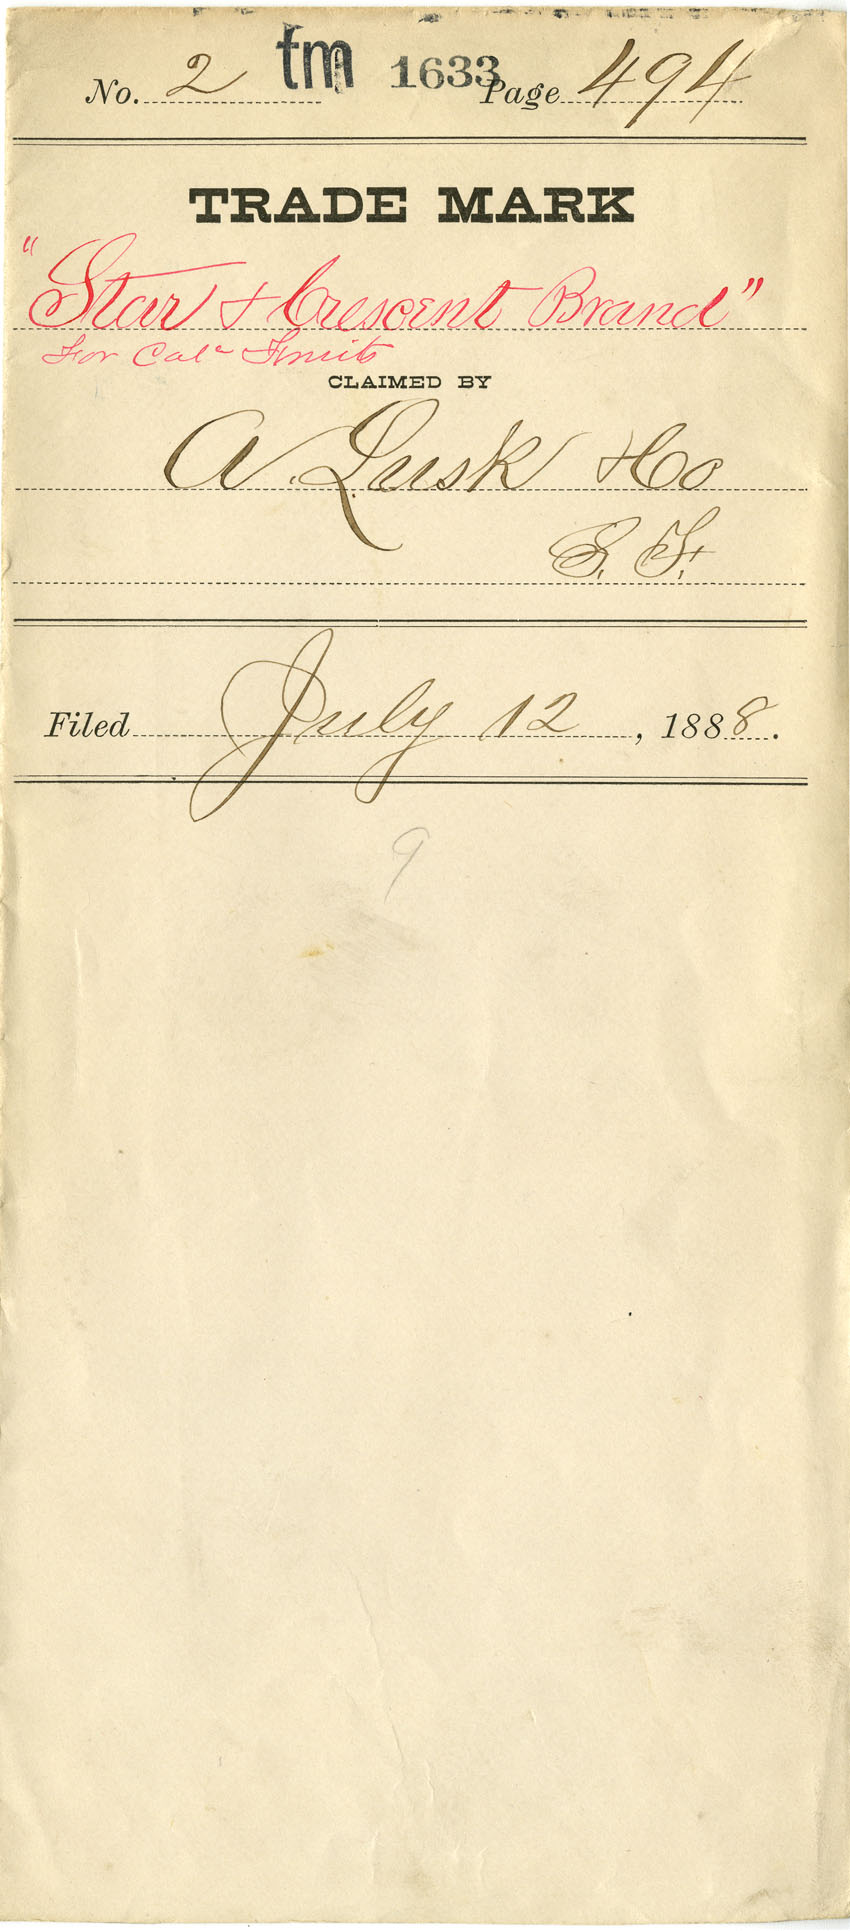 No. 2 tm 1633 Page 494
TRADE MARK
"Star & Crescent Brand"
For Cala Fruits
CLAIMED BY
A. Lusk & Co
S. F.
Filed July 12, 1888.
9